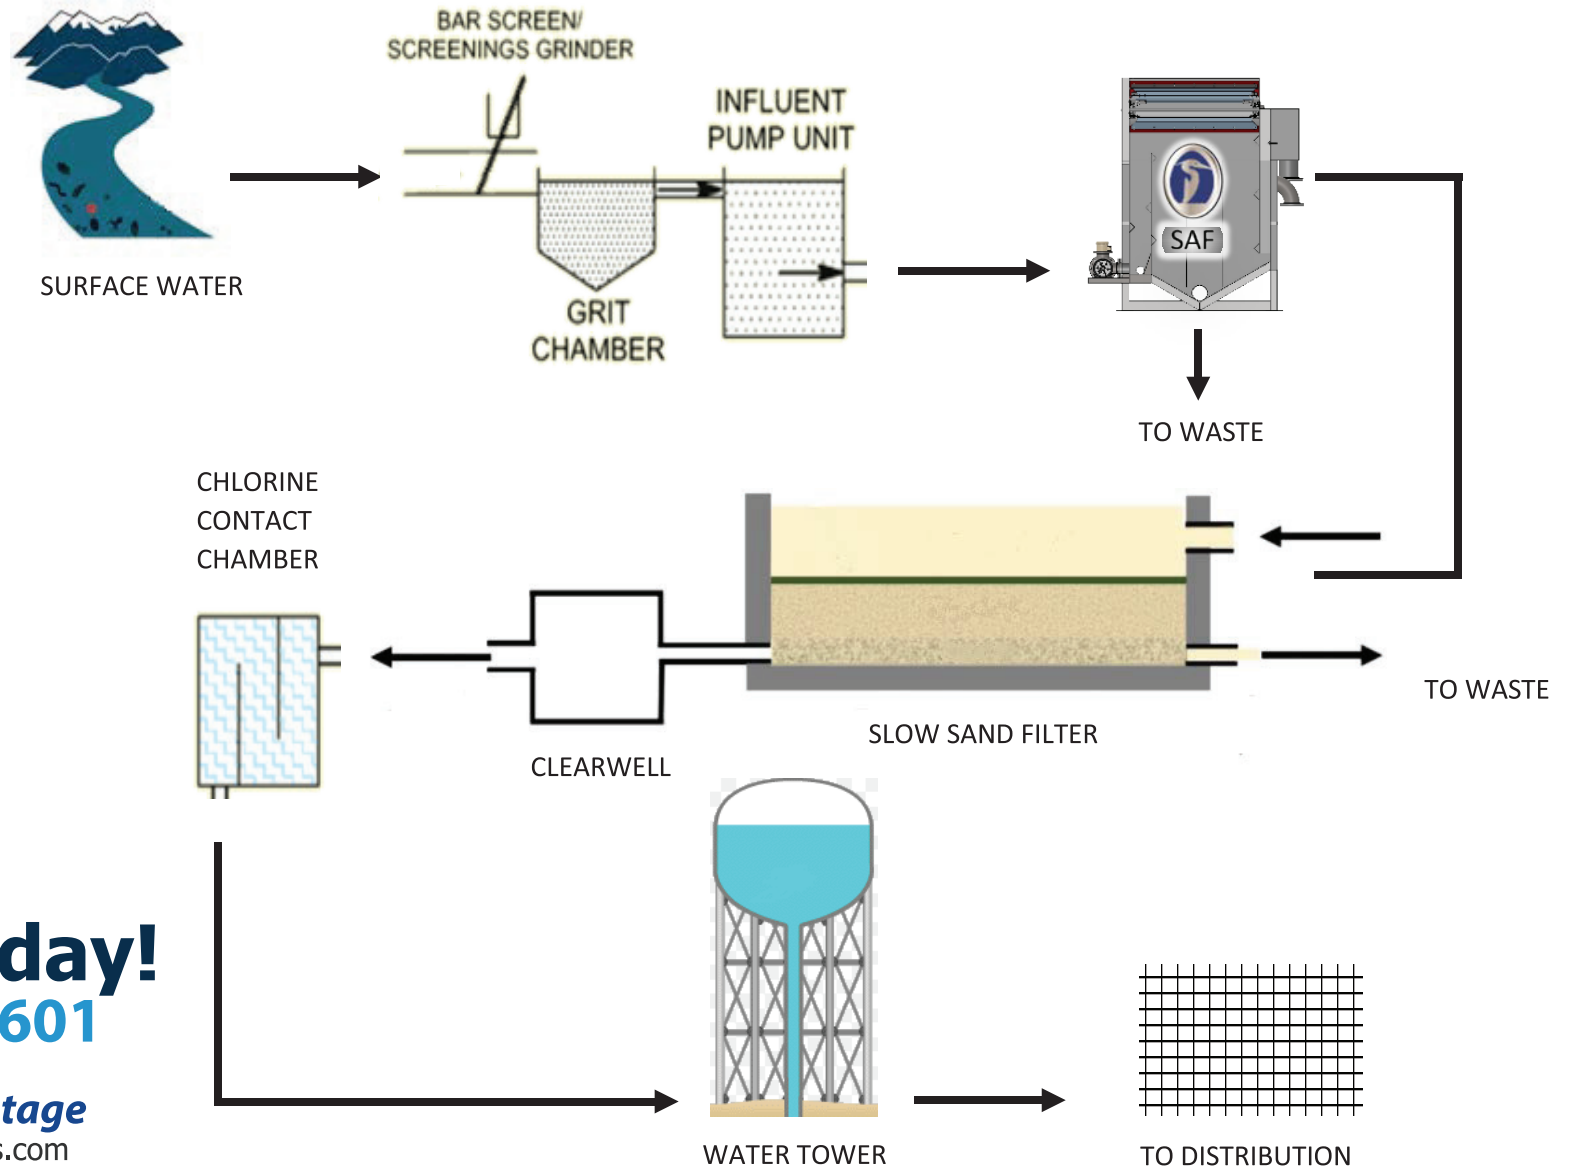 BAR SCREEN/
SCREENINGS GRINDER
INFLUENT
PUMP UNIT
SURFACE WATER
GRIT
CHAMBER
SAF
TO WASTE
CHLORINE
CONTACT
CHAMBER
TO WASTE
SLOW SAND FILTER
CLEARWELL
day!
601
tage
s.com
WATER TOWER
TO DISTRIBUTION